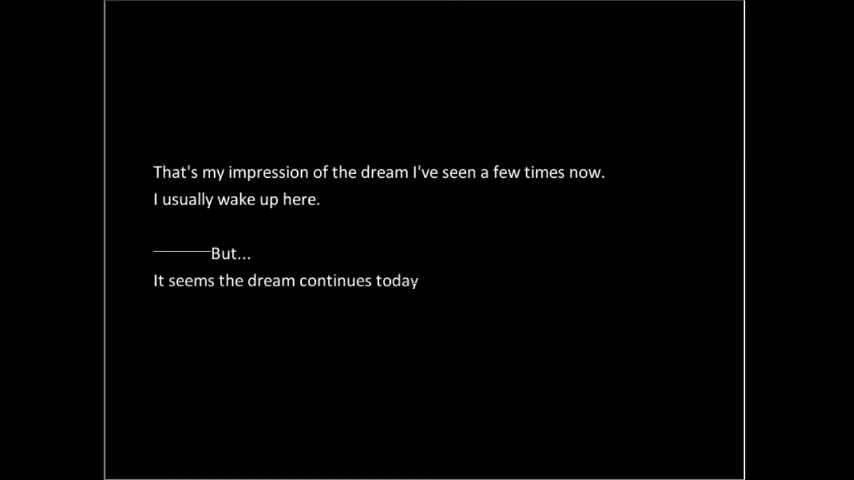 That's my impression of the dream I've seen a few times now.
I usually wake up here.
————But...
It seems the dream continues today